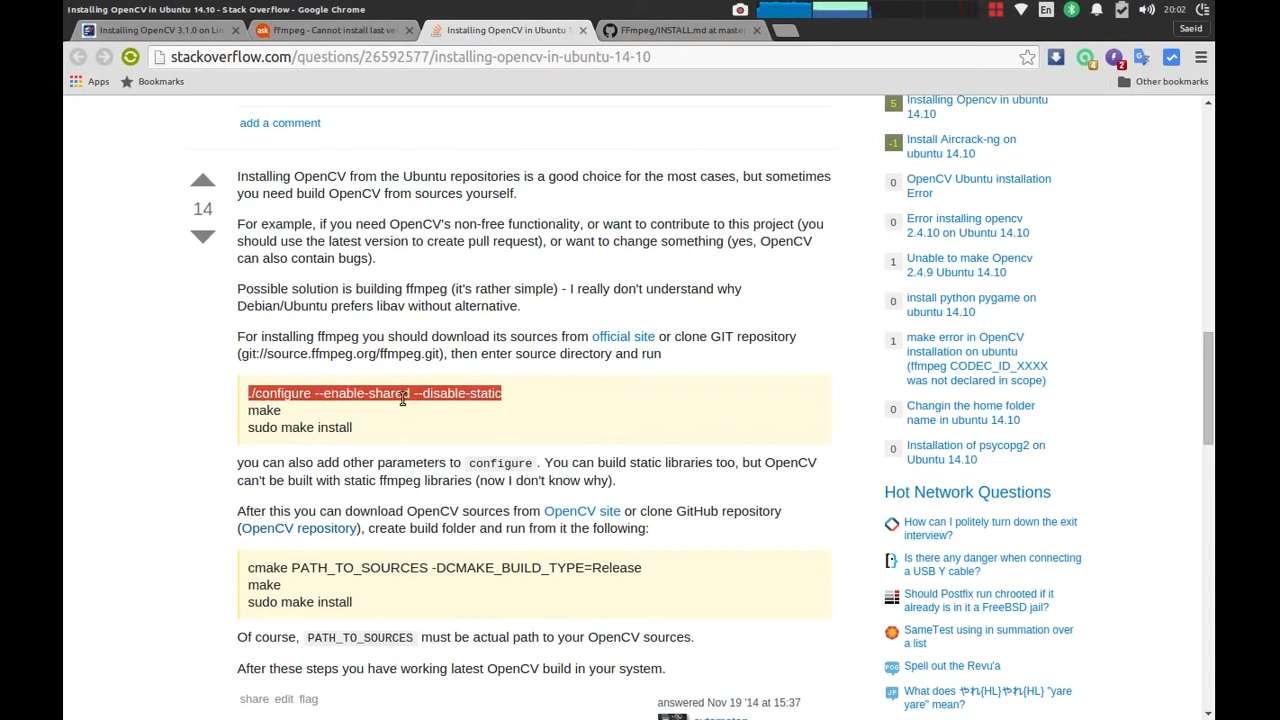 Installing OpenCV in Ubuntu 14.10 - Stack Overflow - Google Chrome
En
20:02
Installing OpenCV 3.1.0 on Lin
ask
ffmpeg - Cannot install last ve
Installing OpenCV in Ubuntu 1
FFmpeg/INSTALL.md at maste
Saeid
stackoverflow.com/questions/26592577/installing-opencv-in-ubuntu-14-10
4
2
Apps
Bookmarks
Other bookmarks
add a comment
14
Installing OpenCV from the Ubuntu repositories is a good choice for the most cases, but sometimes
you need build OpenCV from sources yourself.
For example, if you need OpenCV's non-free functionality, or want to contribute to this project (you
should use the latest version to create pull request), or want to change something (yes, OpenCV
can also contain bugs).
Possible solution is building ffmpeg (it's rather simple) - I really don't understand why
Debian/Ubuntu prefers libav without alternative.
For installing ffmpeg you should download its sources from official site or clone GIT repository
(git://source.ffmpeg.org/ffmpeg.git), then enter source directory and run
./configure --enable-shared --disable-static
make
sudo make install
you can also add other parameters to configure. You can build static libraries too, but OpenCV
can't be built with static ffmpeg libraries (now I don't know why).
After this you can download OpenCV sources from OpenCV site or clone GitHub repository
(OpenCV repository), create build folder and run from it the following:
cmake PATH_TO_SOURCES -DCMAKE_BUILD_TYPE=Release
make
sudo make install
Of course, PATH_TO_SOURCES must be actual path to your OpenCV sources.
After these steps you have working latest OpenCV build in your system.
share edit flag
answered Nov 19 '14 at 15:37
5
Installing Opencv in ubuntu
14.10
-1
Install Aircrack-ng on
ubuntu 14.10
0
OpenCV Ubuntu installation
Error
0
Error installing opencv
2.4.10 on Ubuntu 14.10
1
Unable to make Opencv
2.4.9 Ubuntu 14.10
0
install python pygame on
ubuntu 14.10
1
make error in OpenCV
installation on ubuntu
(ffmpeg CODEC_ID_XXXX
was not declared in scope)
0
Changin the home folder
name in ubuntu 14.10
0
Installation of psycopg2 on
Ubuntu 14.10
Hot Network Questions
How can I politely turn down the exit
interview?
Is there any danger when connecting
a USB Y cable?
Should Postfix run chrooted if it
already is in it a FreeBSD jail?
SameTest using in summation over
a list
PCG
Spell out the Revu'a
What does やれ{HL}やれ{HL} "yare
yare" mean?